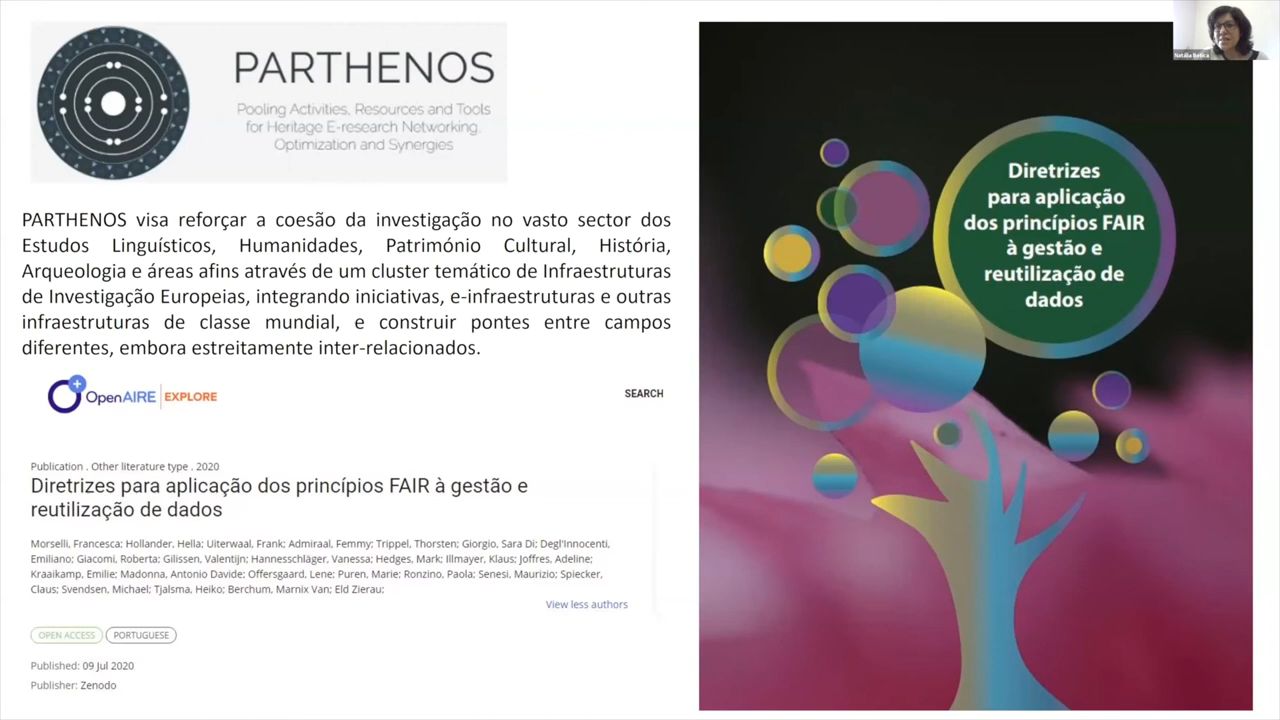 PARTHENOS
Pooling Activities, Resources and Tools
for Heritage E-research Networking,
Optimization and Synergies
PARTHENOS visa reforçar a coesão da investigação no vasto sector dos
Estudos Linguísticos, Humanidades, Património Cultural, História,
Arqueologia e áreas afins através de um cluster temático de Infraestruturas
de Investigação Europeias, integrando iniciativas, e-infraestruturas e outras
infraestruturas de classe mundial, e construir pontes entre campos
diferentes, embora estreitamente inter-relacionados.
OpenAIRE EXPLORE
SEARCH
Publication . Other literature type . 2020
Diretrizes para aplicação dos princípios FAIR à gestão e
reutilização de dados
Morselli, Francesca; Hollander, Hella; Uiterwaal, Frank; Admiraal, Femmy; Trippel, Thorsten; Giorgio, Sara Di; Degl'Innocenti,
Emiliano; Giacomi, Roberta; Gilissen, Valentijn; Hannesschläger, Vanessa; Hedges, Mark; Illmayer, Klaus; Joffres, Adeline;
Kraaikamp, Emilie; Madonna, Antonio Davide; Offersgaard, Lene; Puren, Marie; Ronzino, Paola; Senesi, Maurizio; Spiecker,
Claus; Svendsen, Michael; Tjalsma, Heiko; Berchum, Marnix Van; Eld Zierau;
View less authors
OPEN ACCESS PORTUGUESE
Published: 09 Jul 2020
Publisher: Zenodo
Diretrizes
para aplicação
dos princípios FAIR
à gestão e
reutilização de
dados
Natália